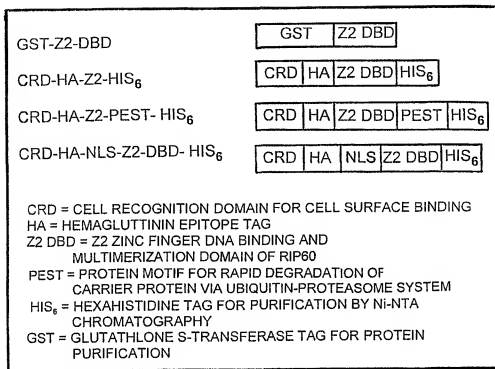 GST-Z2-DBD GST Z2 DBD
CRD-HA-Z2-HIS6 CRD HA Z2 DBD HIS6
CRD-HA-Z2-PEST- HIS6 CRD HA Z2 DBD PEST HIS6
CRD-HA-NLS-Z2-DBD- HIS6 CRD HA NLS Z2 DBD HIS6
CRD = CELL RECOGNITION DOMAIN FOR CELL SURFACE BINDING
HA = HEMAGLUTTININ EPITOPE TAG
Z2 DBD = Z2 ZINC FINGER DNA BINDING AND
MULTIMERIZATION DOMAIN OF RIP60
PEST = PROTEIN MOTIF FOR RAPID DEGRADATION OF
CARRIER PROTEIN VIA UBIQUITIN-PROTEASOME SYSTEM
HIS6 = HEXAHISTIDINE TAG FOR PURIFICATION BY Ni-NTA
CHROMATOGRAPHY
GST = GLUTATHLONE S-TRANSFERASE TAG FOR PROTEIN
PURIFICATION